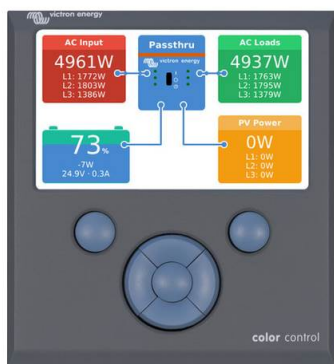 victron energy
AC Input
4961W
L1: 1772W
L2: 1803W
L3: 1386W
Passthru
victron energy
AC Loads
4937W
L1: 1763W
L2: 1795W
L3: 1379W
73%
-7W
24.9V · 0.3A
PV Power
0W
L1: 0W
L2: 0W
L3: 0W
color control